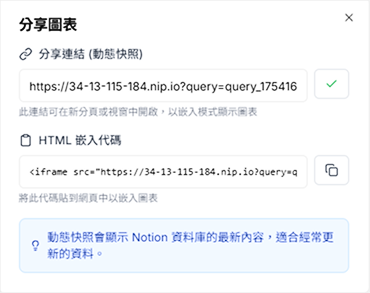 分享圖表
分享連結 (動態快照)
https://34-13-115-184.nip.io?query=query_175416
此連結可在新分頁或視窗中開啟，以嵌入模式顯示圖表
HTML 嵌入代碼
<iframe src="https://34-13-115-184.nip.io?query=q
將此代碼貼到網頁中以嵌入圖表
動態快照會顯示 Notion 資料庫的最新內容，適合經常更
新的資料。